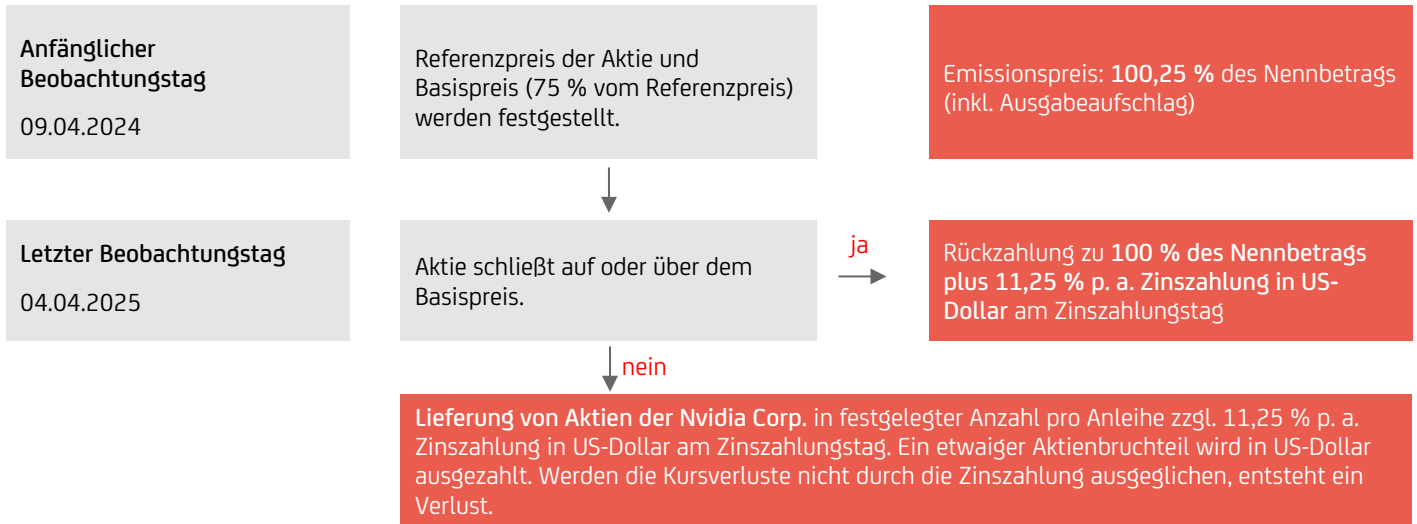 Anfänglicher
Beobachtungstag
09.04.2024
Referenzpreis der Aktie und
Basispreis (75 % vom Referenzpreis)
werden festgestellt.
Emissionspreis: 100,25 % des Nennbetrags
(inkl. Ausgabeaufschlag)
Letzter Beobachtungstag
04.04.2025
Aktie schließt auf oder über dem
Basispreis.
ja
Rückzahlung zu 100 % des Nennbetrags
plus 11,25 % p. a. Zinszahlung in US-
Dollar am Zinszahlungstag
nein
Lieferung von Aktien der Nvidia Corp. in festgelegter Anzahl pro Anleihe zzgl. 11,25 % p. a.
Zinszahlung in US-Dollar am Zinszahlungstag. Ein etwaiger Aktienbruchteil wird in US-Dollar
ausgezahlt. Werden die Kursverluste nicht durch die Zinszahlung ausgeglichen, entsteht ein
Verlust.